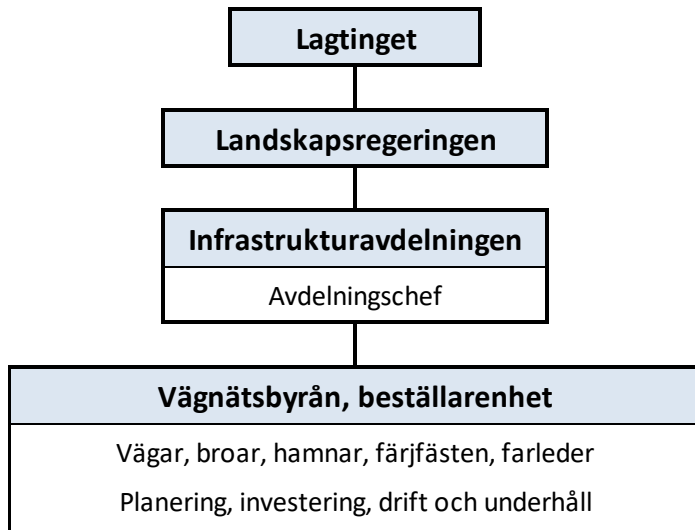 Lagtinget
Landskapsregeringen
Infrastrukturavdelningen
Avdelningschef
Vägnätsbyrån, beställarenhet
Vägar, broar, hamnar, färjfästen, farleder
Planering, investering, drift och underhåll